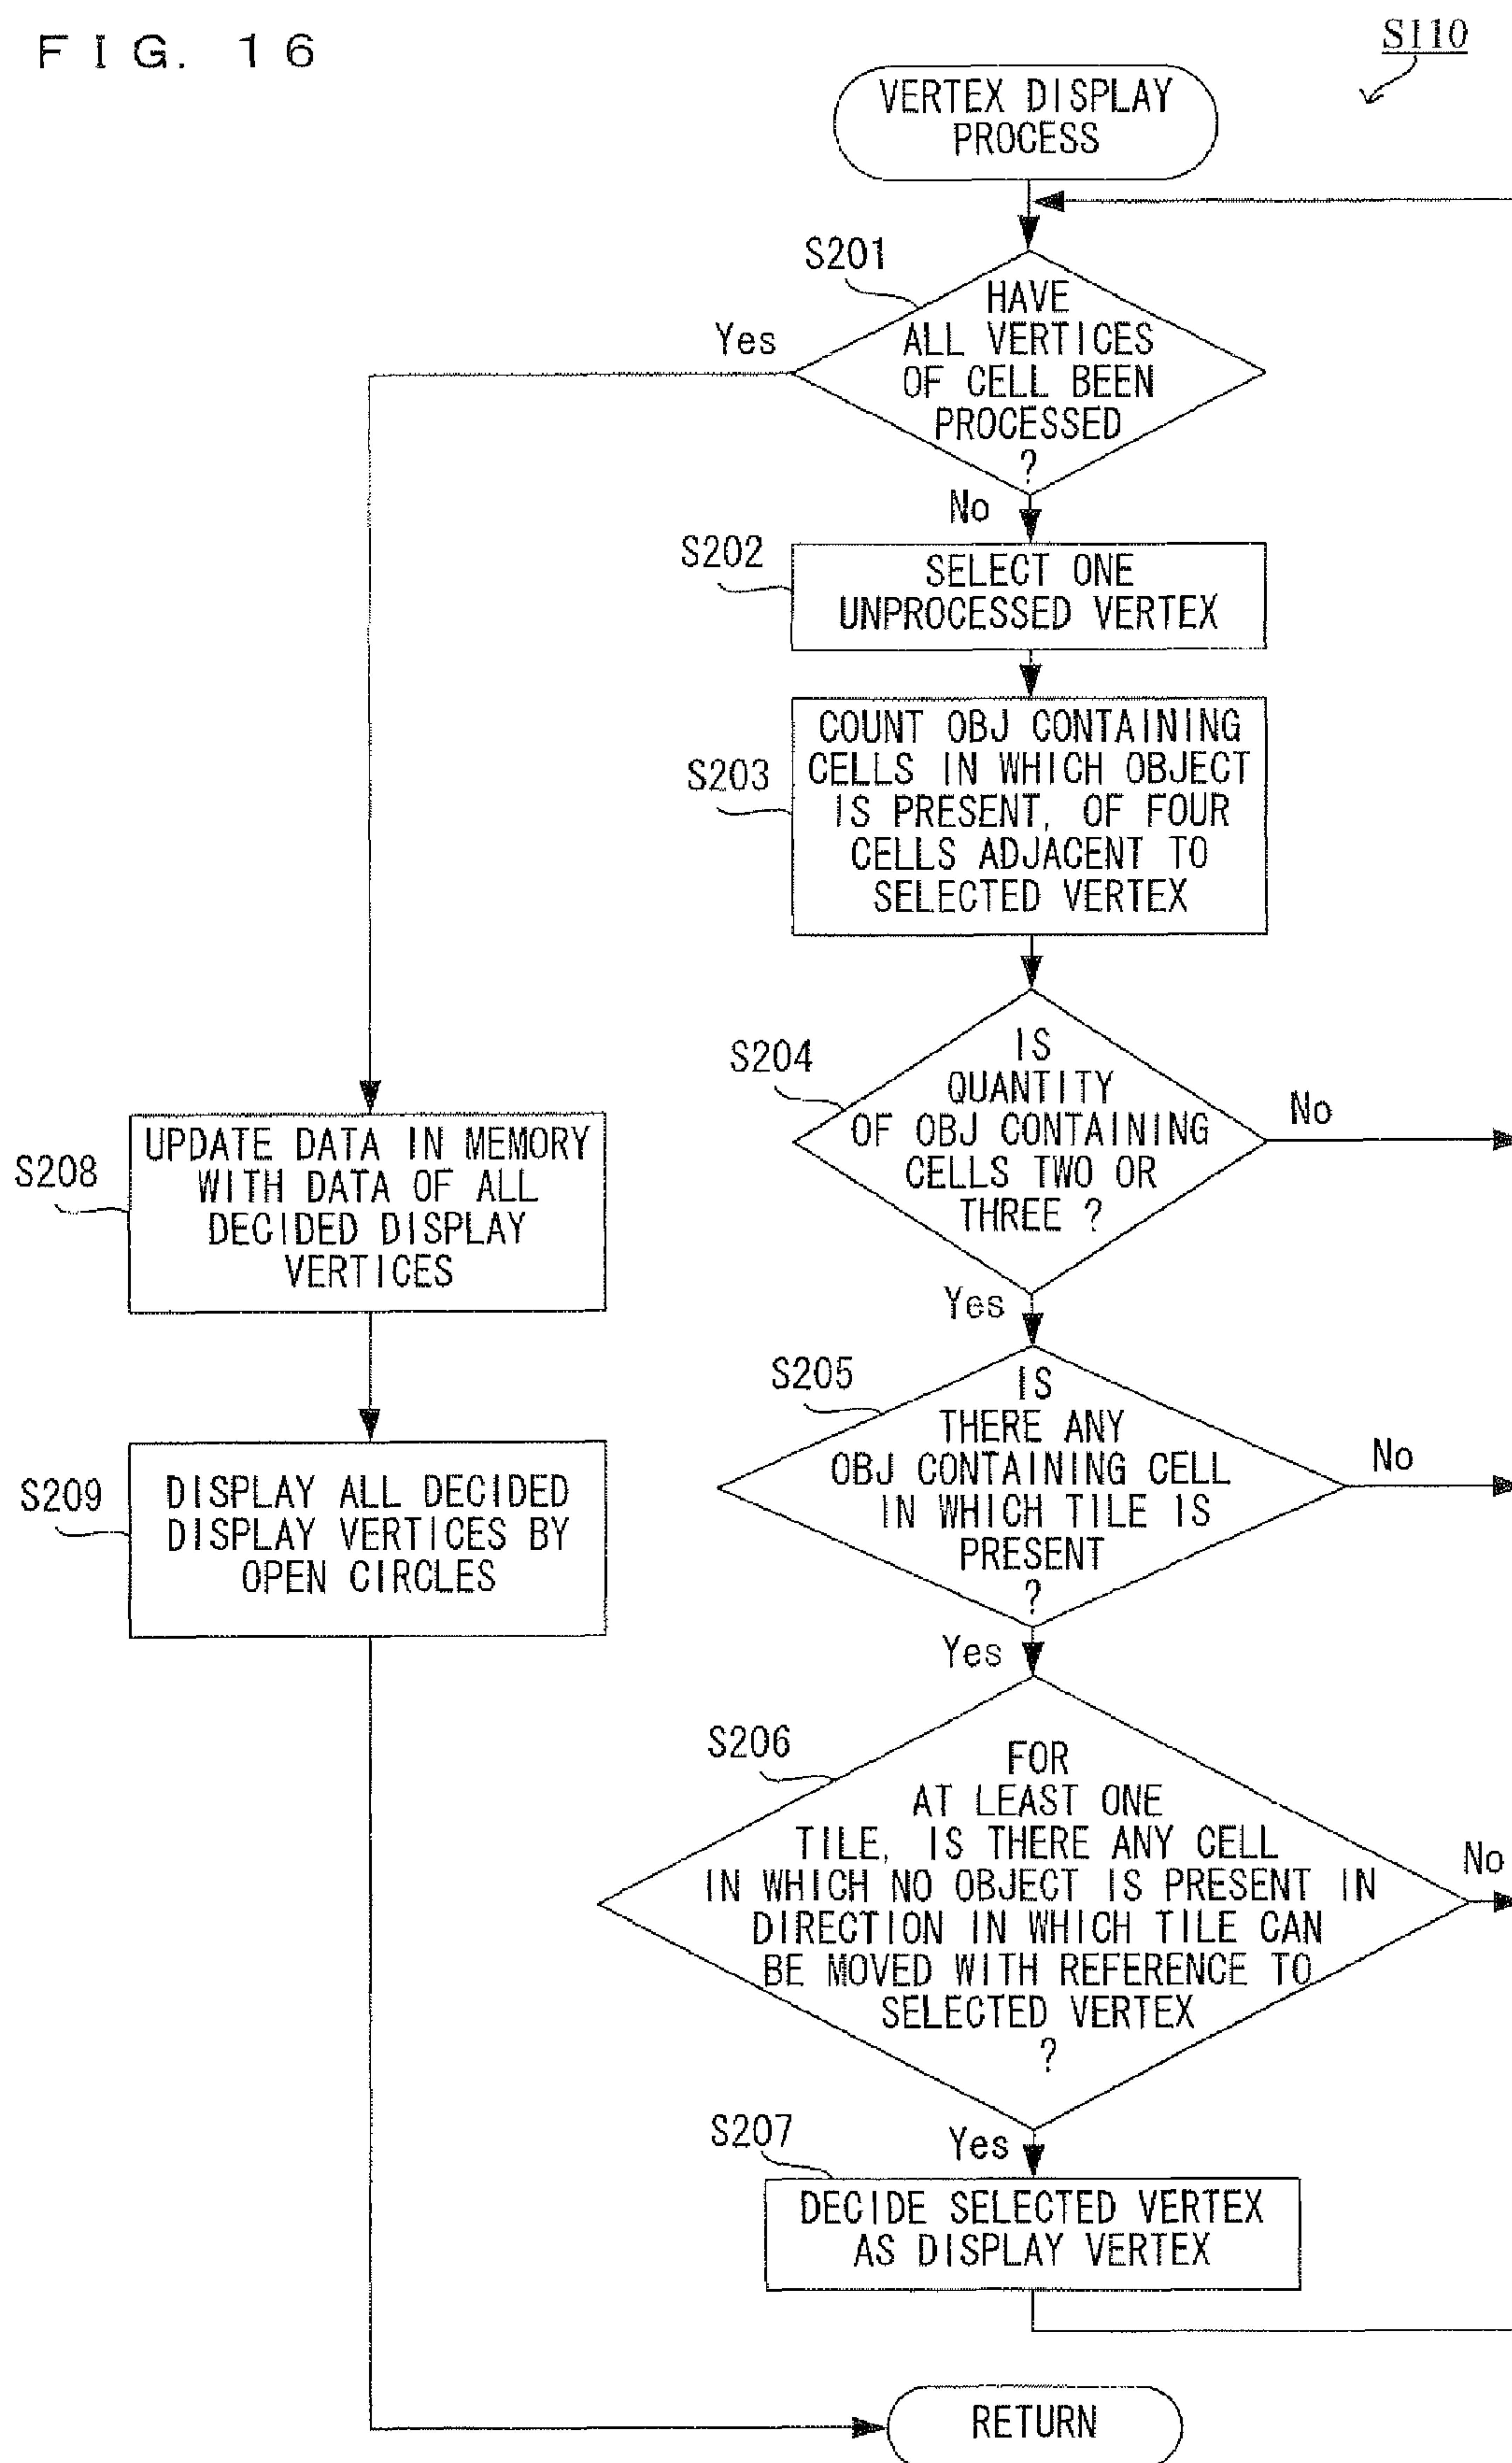 FIG. 16
S110
VERTEX DISPLAY
PROCESS
S201
HAVE
ALL VERTICES
OF CELL BEEN
PROCESSED
?
Yes
No
S202
SELECT ONE
UNPROCESSED VERTEX
S203
COUNT OBJ CONTAINING
CELLS IN WHICH OBJECT
IS PRESENT, OF FOUR
CELLS ADJACENT TO
SELECTED VERTEX
S204
IS
QUANTITY
OF OBJ CONTAINING
CELLS TWO OR
THREE ?
No
Yes
S205
IS
THERE ANY
OBJ CONTAINING CELL
IN WHICH TILE IS
PRESENT
?
No
Yes
S206
FOR
AT LEAST ONE
TILE, IS THERE ANY CELL
IN WHICH NO OBJECT IS PRESENT IN
DIRECTION IN WHICH TILE CAN
BE MOVED WITH REFERENCE TO
SELECTED VERTEX
?
No
Yes
S207
DECIDE SELECTED VERTEX
AS DISPLAY VERTEX
S208
UPDATE DATA IN MEMORY
WITH DATA OF ALL
DECIDED DISPLAY
VERTICES
S209
DISPLAY ALL DECIDED
DISPLAY VERTICES BY
OPEN CIRCLES
RETURN